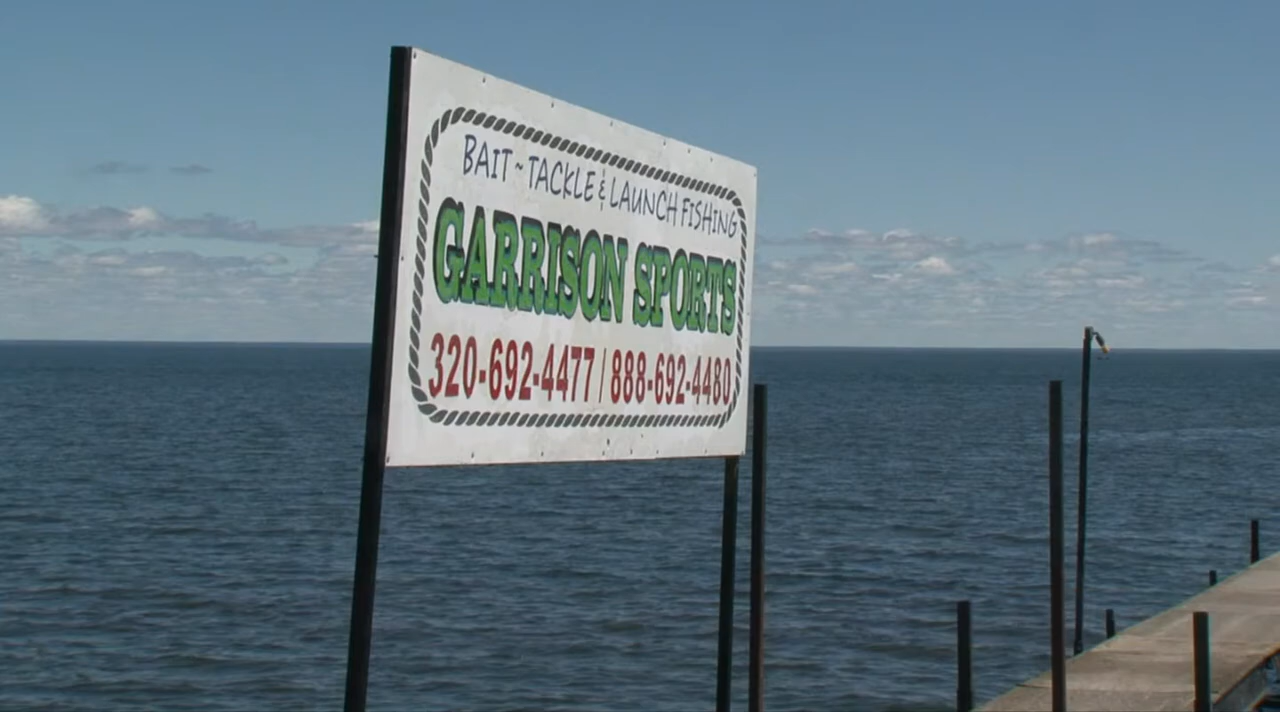 BAIT ~ TACKLE & LAUNCH FISHING
GARRISON SPORTS
320-692-4477 | 888-692-4480